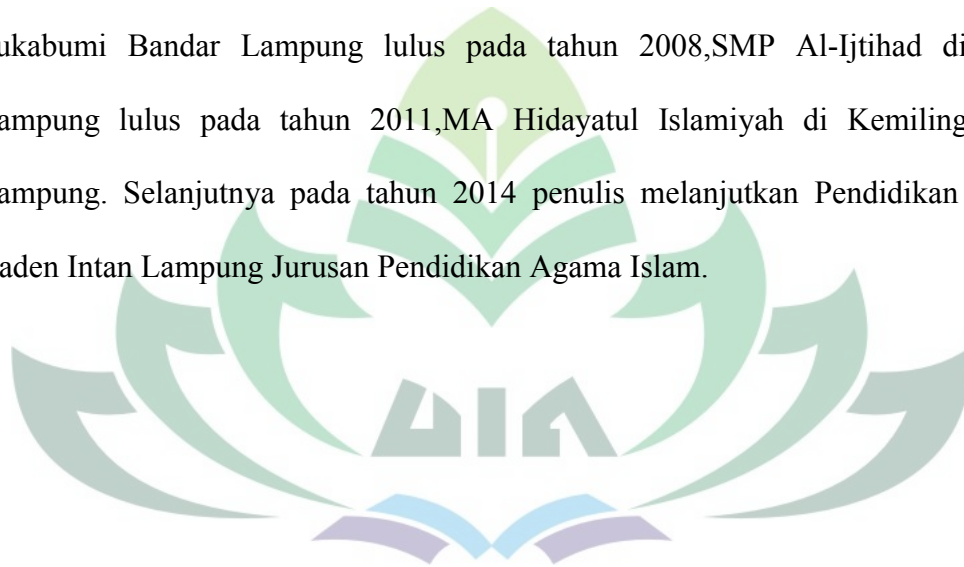 ukabumi Bandar Lampung lulus pada tahun 2008,SMP Al-Ijtihad di
ampung lulus pada tahun 2011,MA Hidayatul Islamiyah di Kemiling
ampung. Selanjutnya pada tahun 2014 penulis melanjutkan Pendidikan
aden Intan Lampung Jurusan Pendidikan Agama Islam.
UIN